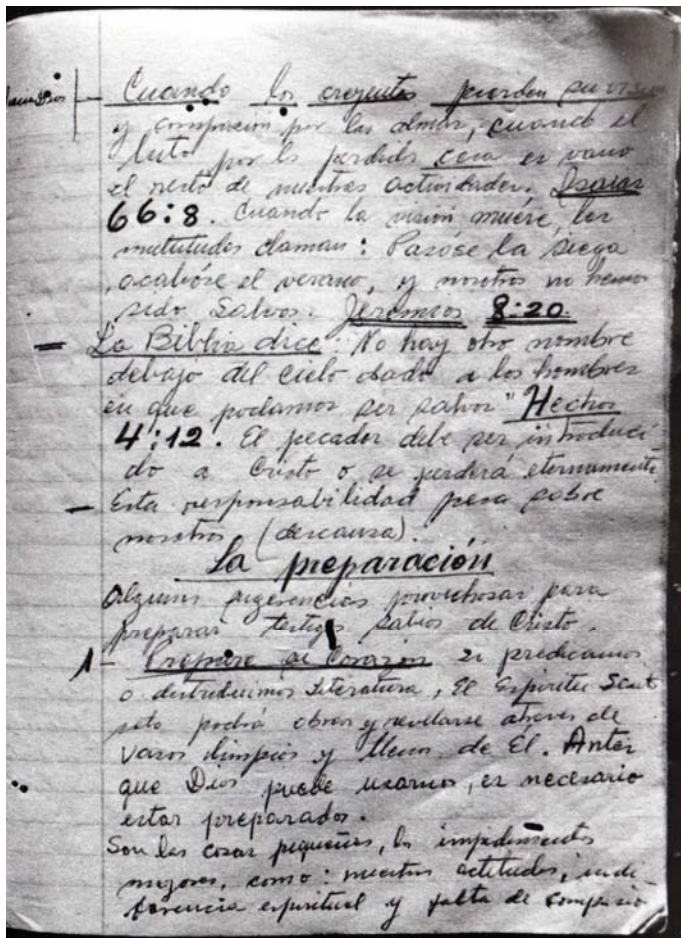 Cuando los creyentes pierden su visión
y compasión por las almas, cuando el
luto por los perdidos cesa es vano
el resto de nuestras actividades. Isaias
66:8. Cuando la visión muere, las
multitudes claman: Pasóse la siega
, acabóse el verano, y nosotros no hemos
sido salvos. Jeremias 8:20.
- La Biblia dice: No hay otro nombre
debajo del cielo dado a los hombres
en que podamos ser salvos" Hechos
4:12. El pecador debe ser introduci
do a Cristo o se perderá eternamente.
- Esta responsabilidad pesa sobre
nosotros (descansa).
La preparación
Algunas sugerencias provechosas para
preparar testigos sabios de Cristo.
1- Prepare su Corazón si predicamos
o distribuimos Literatura, El Espiritu Santo
solo podrá obrar y revelarse atraves de
vasos limpios y llenos de Él. Antes
que Dios puede usarnos, es necesario
estar preparados.
Son las cosas pequeñas, los impedimentos
mayores, como: nuestras actitudes, indi
ferencia espiritual y falta de compasió